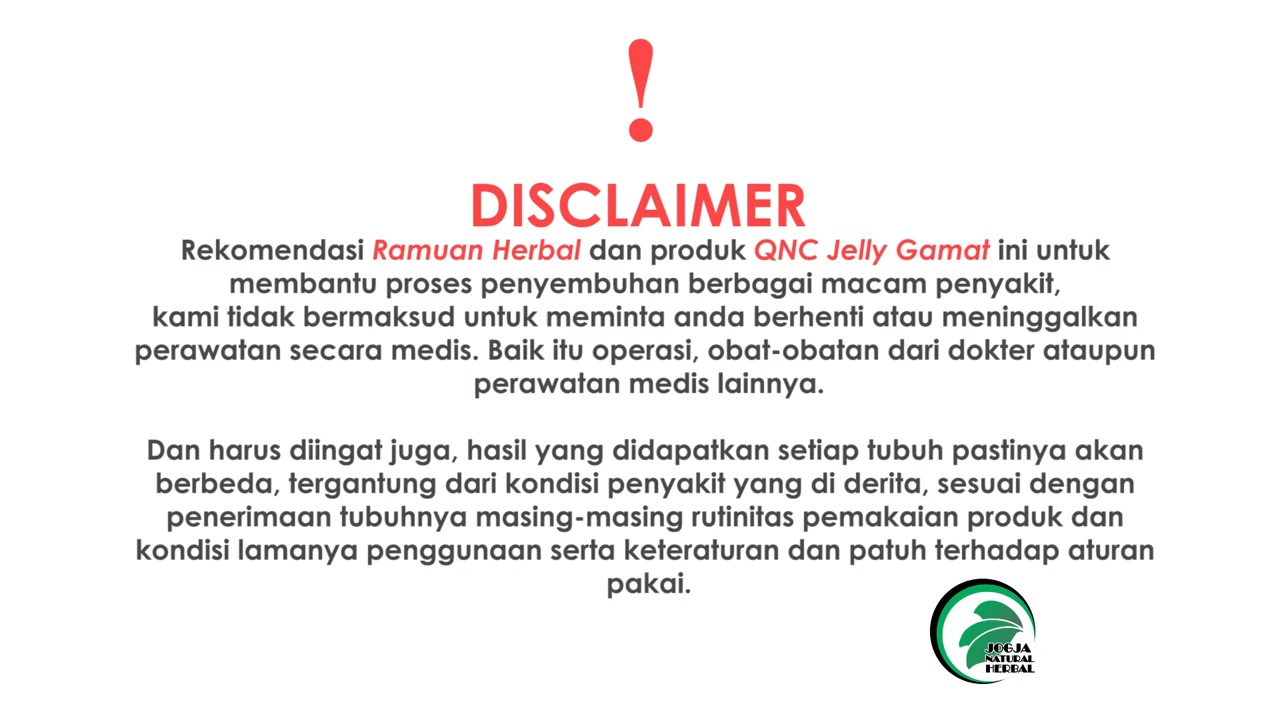 !
DISCLAIMER
Rekomendasi Ramuan Herbal dan produk QNC Jelly Gamat ini untuk
membantu proses penyembuhan berbagai macam penyakit,
kami tidak bermaksud untuk meminta anda berhenti atau meninggalkan
perawatan secara medis. Baik itu operasi, obat-obatan dari dokter ataupun
perawatan medis lainnya.
Dan harus diingat juga, hasil yang didapatkan setiap tubuh pastinya akan
berbeda, tergantung dari kondisi penyakit yang di derita, sesuai dengan
penerimaan tubuhnya masing-masing rutinitas pemakaian produk dan
kondisi lamanya penggunaan serta keteraturan dan patuh terhadap aturan
pakai.
JOGJA
NATURAL
HERBAL